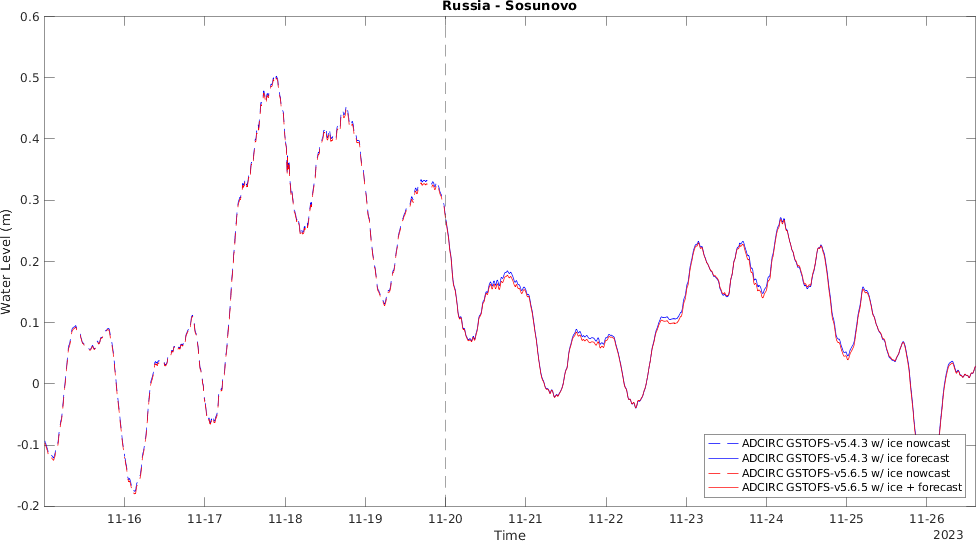 Russia - Sosunovo
0.6
0.5
0.4
0.3
0.2
0.1
0
-0.1
-0.2
Water Level (m)
ADCIRC GSTOFS-v5.4.3 w/ ice nowcast
ADCIRC GSTOFS-v5.4.3 w/ ice forecast
ADCIRC GSTOFS-v5.6.5 w/ ice nowcast
ADCIRC GSTOFS-v5.6.5 w/ ice + forecast
11-16 11-17 11-18 11-19 11-20 11-21 11-22 11-23 11-24 11-25 11-26
Time
2023